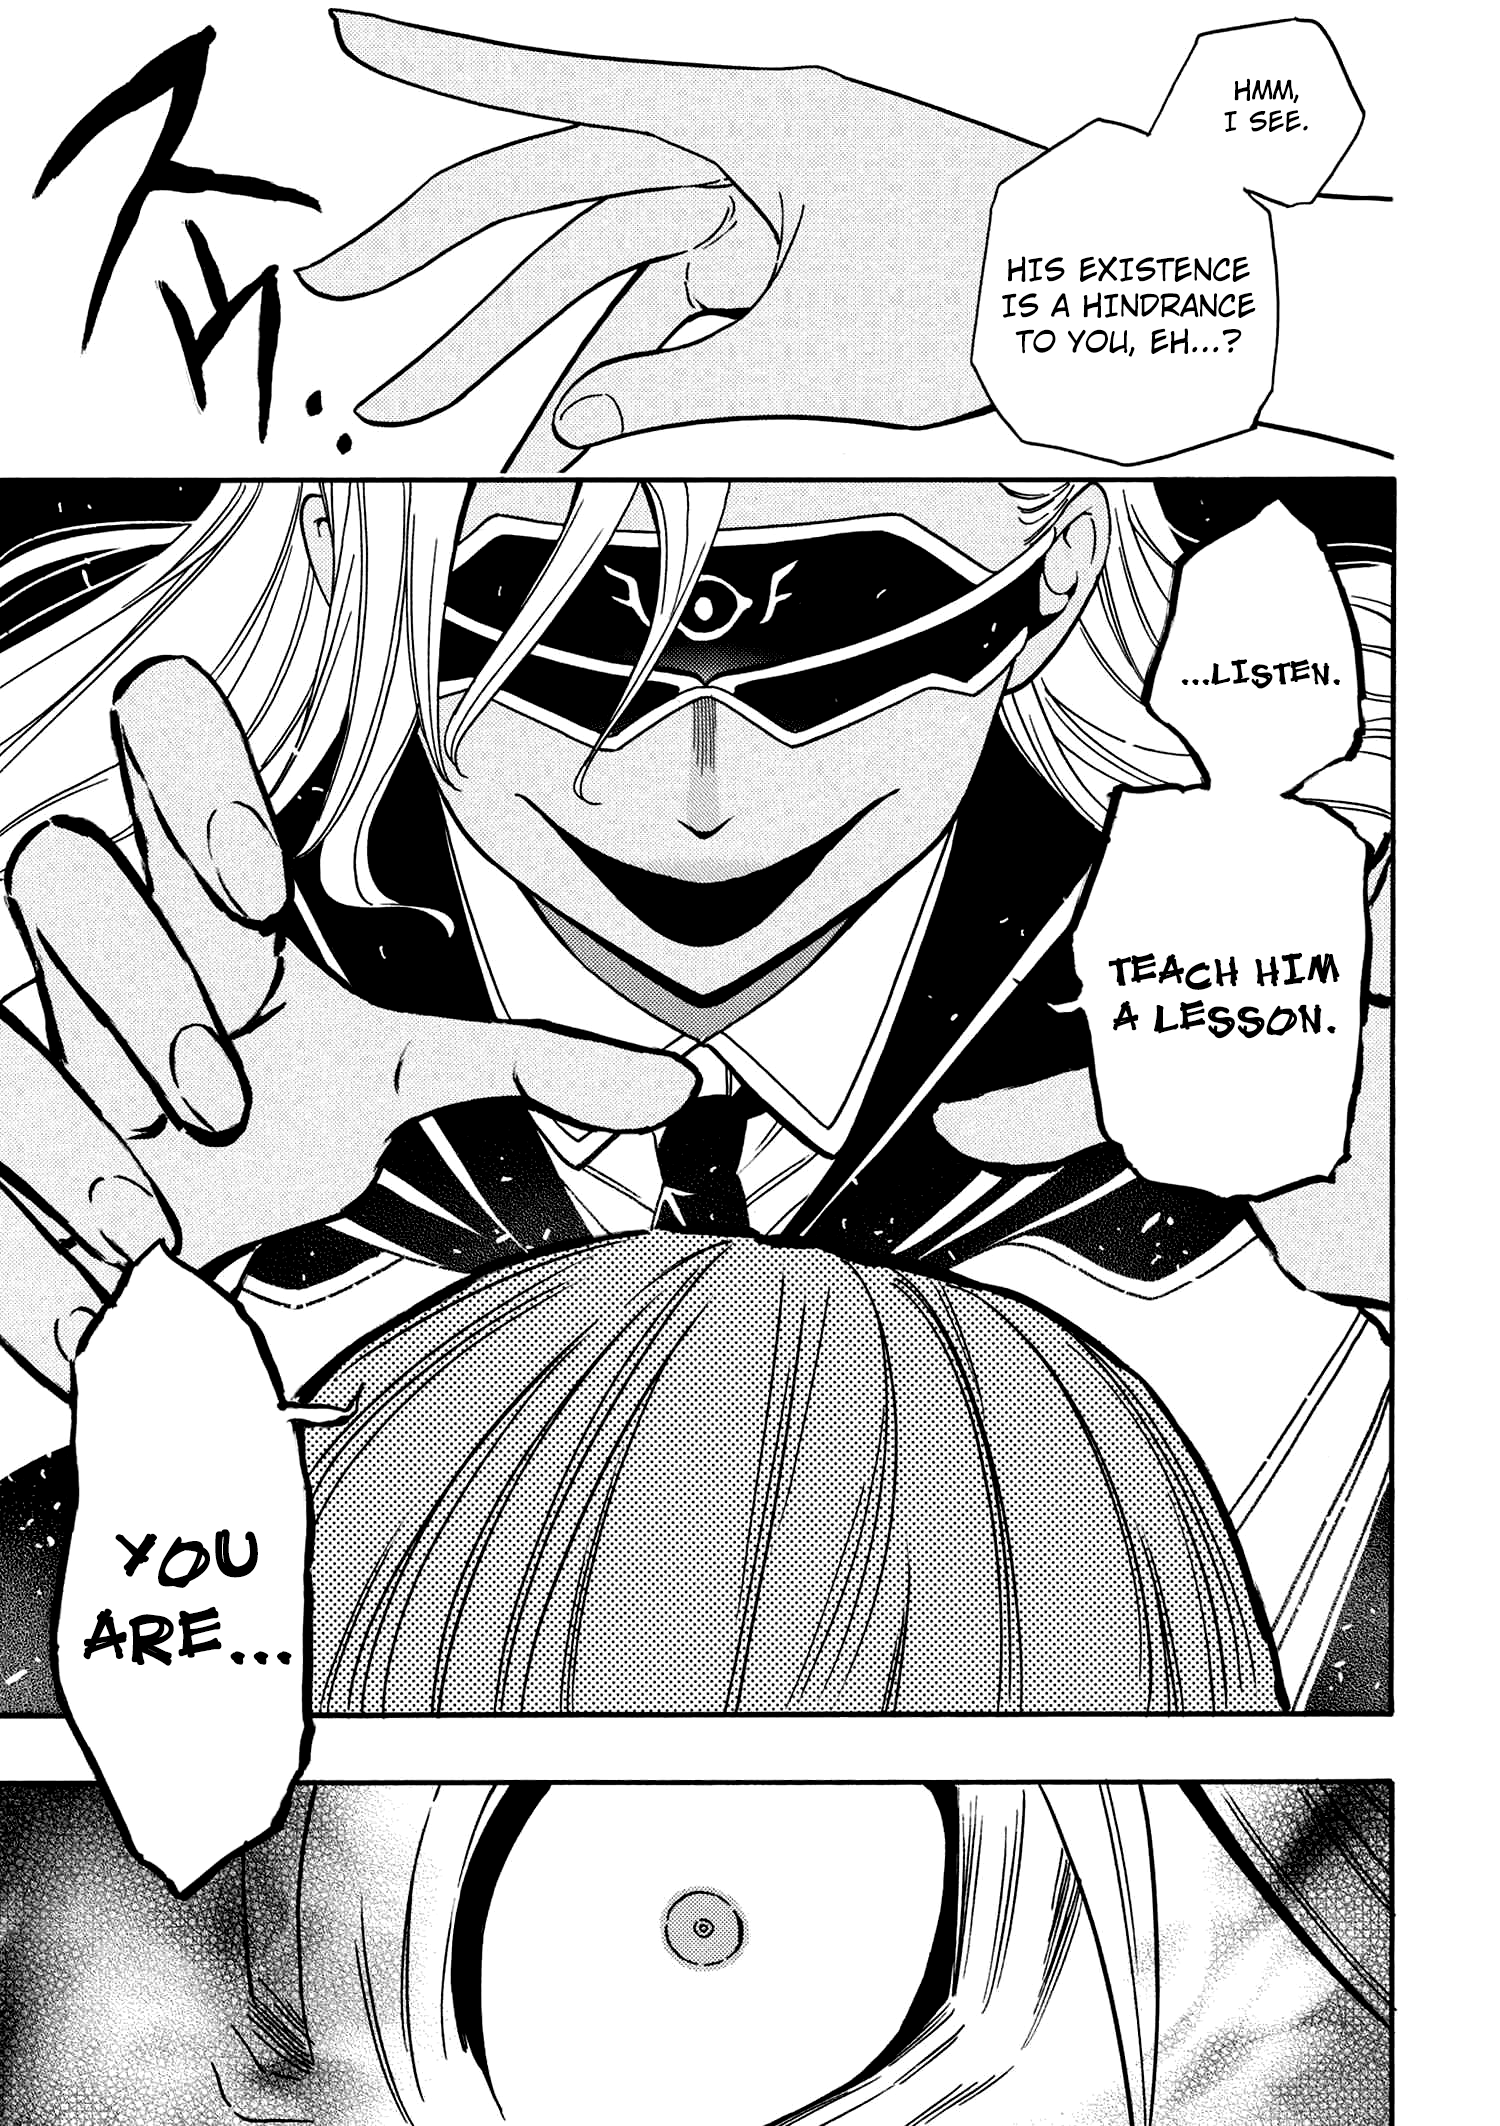 HMM,
I SEE.
HIS EXISTENCE
IS A HINDRANCE
TO YOU, EH...?
...LISTEN.
TEACH HIM
A LESSON.
YOU
ARE...